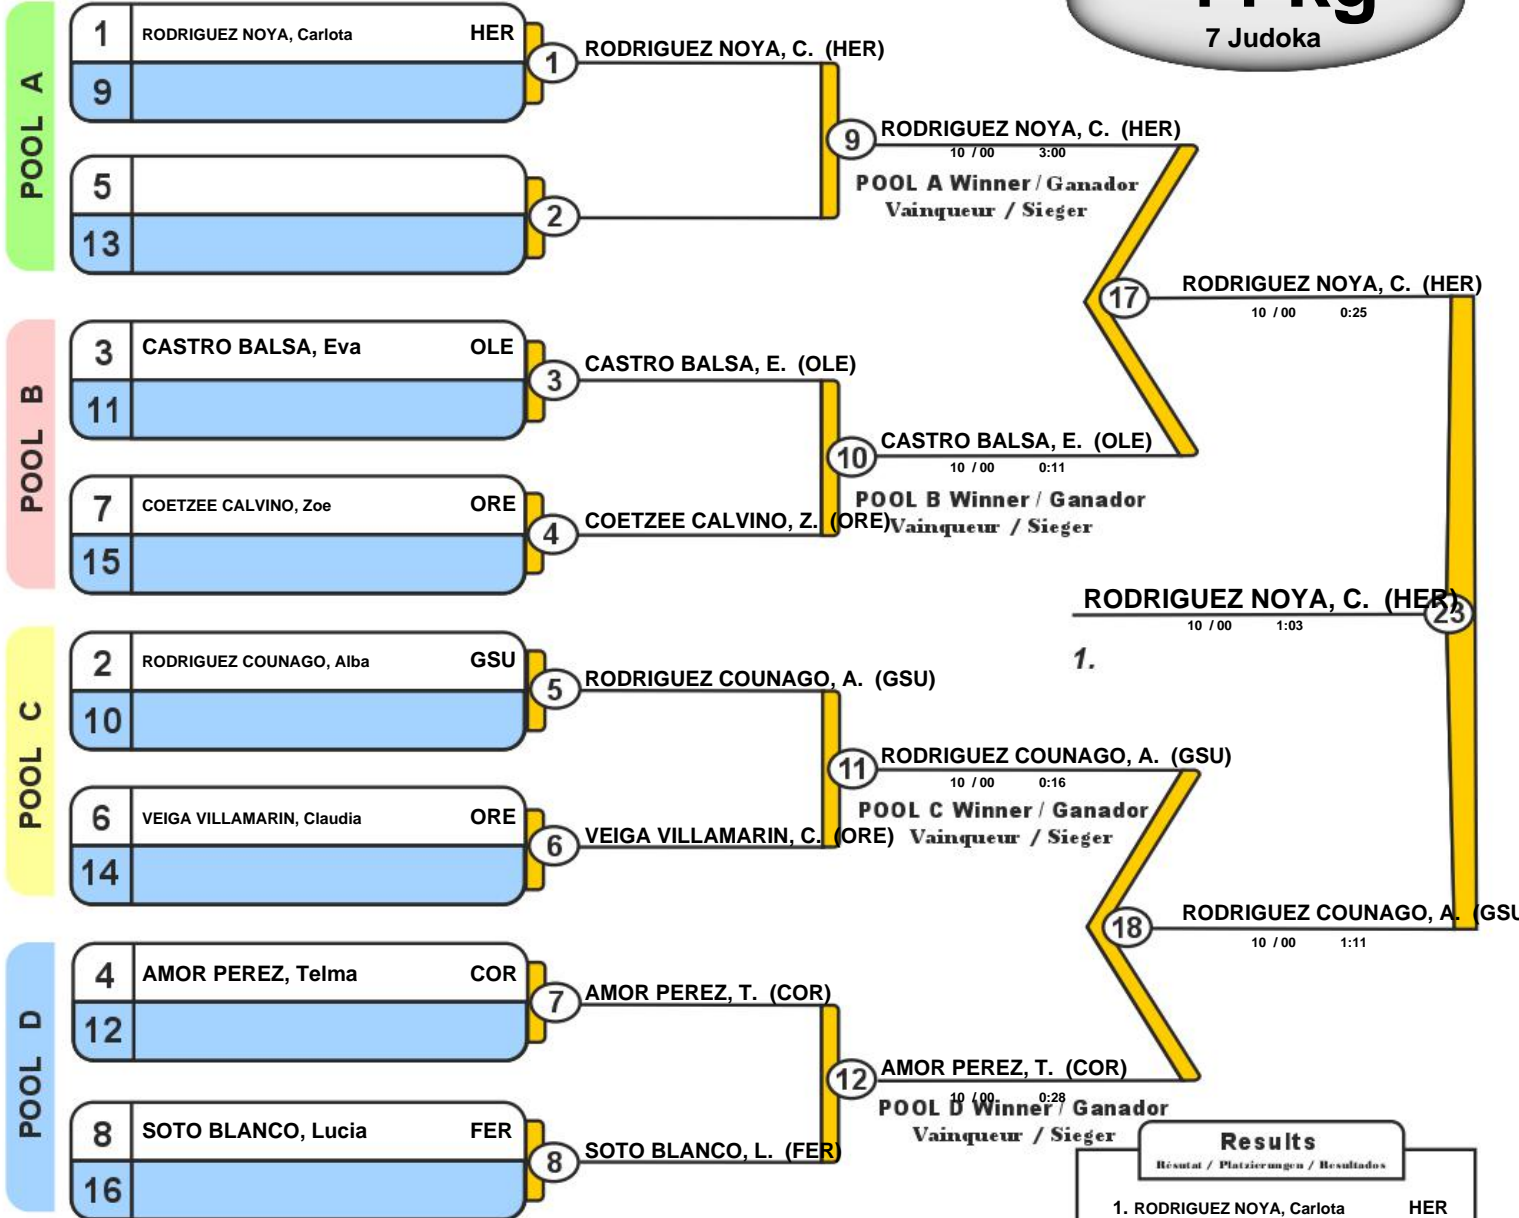 7 Judoka
POOL A
1 RODRIGUEZ NOYA, Carlota HER
9
1
RODRIGUEZ NOYA, C. (HER)
5
13
2
9
RODRIGUEZ NOYA, C. (HER)
10 / 00 3:00
POOL A Winner / Ganador
Vainqueur / Sieger
POOL B
3 CASTRO BALSA, Eva OLE
11
3
CASTRO BALSA, E. (OLE)
7 COETZEE CALVINO, Zoe ORE
15
4
COETZEE CALVINO, Z. (ORE)
10
CASTRO BALSA, E. (OLE)
10 / 00 0:11
POOL B Winner / Ganador
Vainqueur / Sieger
17
RODRIGUEZ NOYA, C. (HER)
10 / 00 0:25
RODRIGUEZ NOYA, C. (HER)
23
10 / 00 1:03
1.
POOL C
2 RODRIGUEZ COUNAGO, Alba GSU
10
5
RODRIGUEZ COUNAGO, A. (GSU)
6 VEIGA VILLAMARIN, Claudia ORE
14
6
VEIGA VILLAMARIN, C. (ORE)
11
RODRIGUEZ COUNAGO, A. (GSU)
10 / 00 0:16
POOL C Winner / Ganador
Vainqueur / Sieger
18
RODRIGUEZ COUNAGO, A. (GSU
10 / 00 1:11
POOL D
4 AMOR PEREZ, Telma COR
12
7
AMOR PEREZ, T. (COR)
8 SOTO BLANCO, Lucia FER
16
8
SOTO BLANCO, L. (FER)
12
AMOR PEREZ, T. (COR)
10 / 00 0:28
POOL D Winner / Ganador
Vainqueur / Sieger
Results
Résutat / Platzierungen / Resultados
1. RODRIGUEZ NOYA, Carlota HER